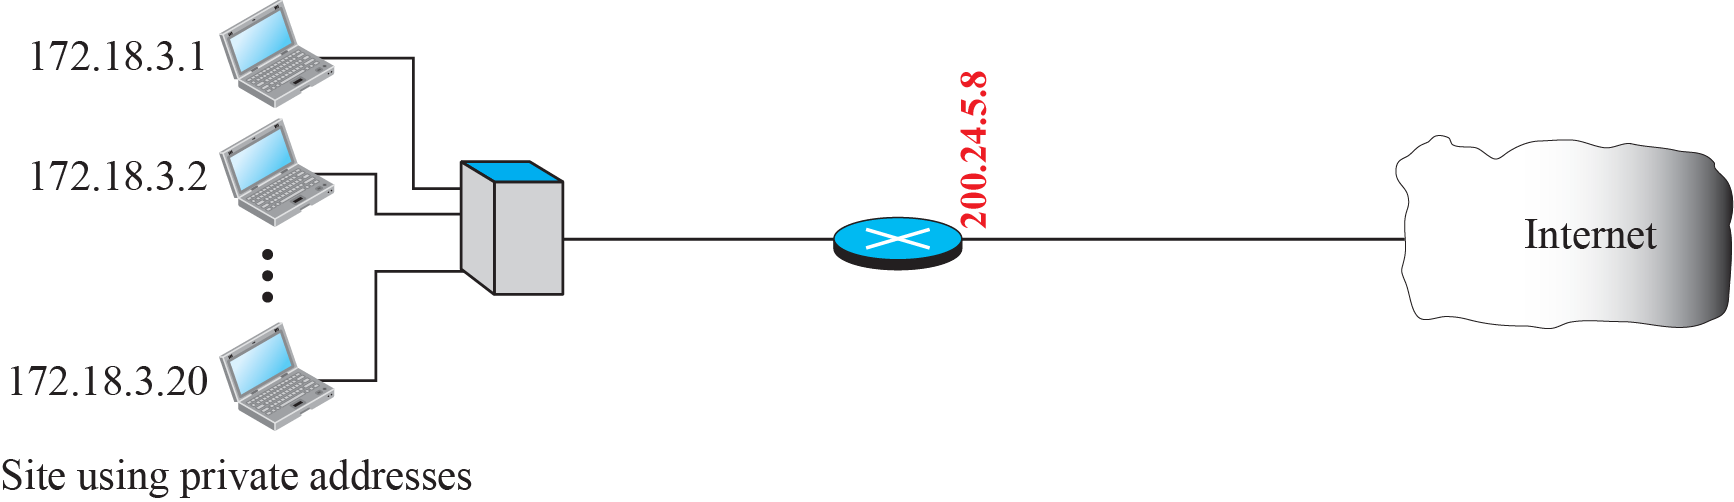 172.18.3.1
172.18.3.2
172.18.3.20
Site using private addresses
200.24.5.8
Internet